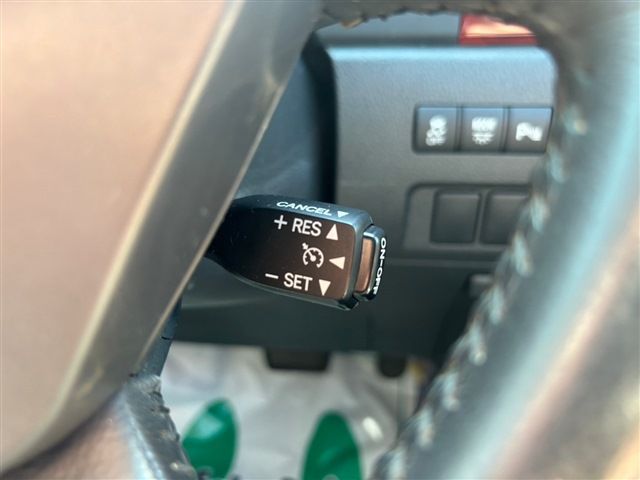 CANCEL ▼
+ RES ▲
− SET ▼
ON-OFF